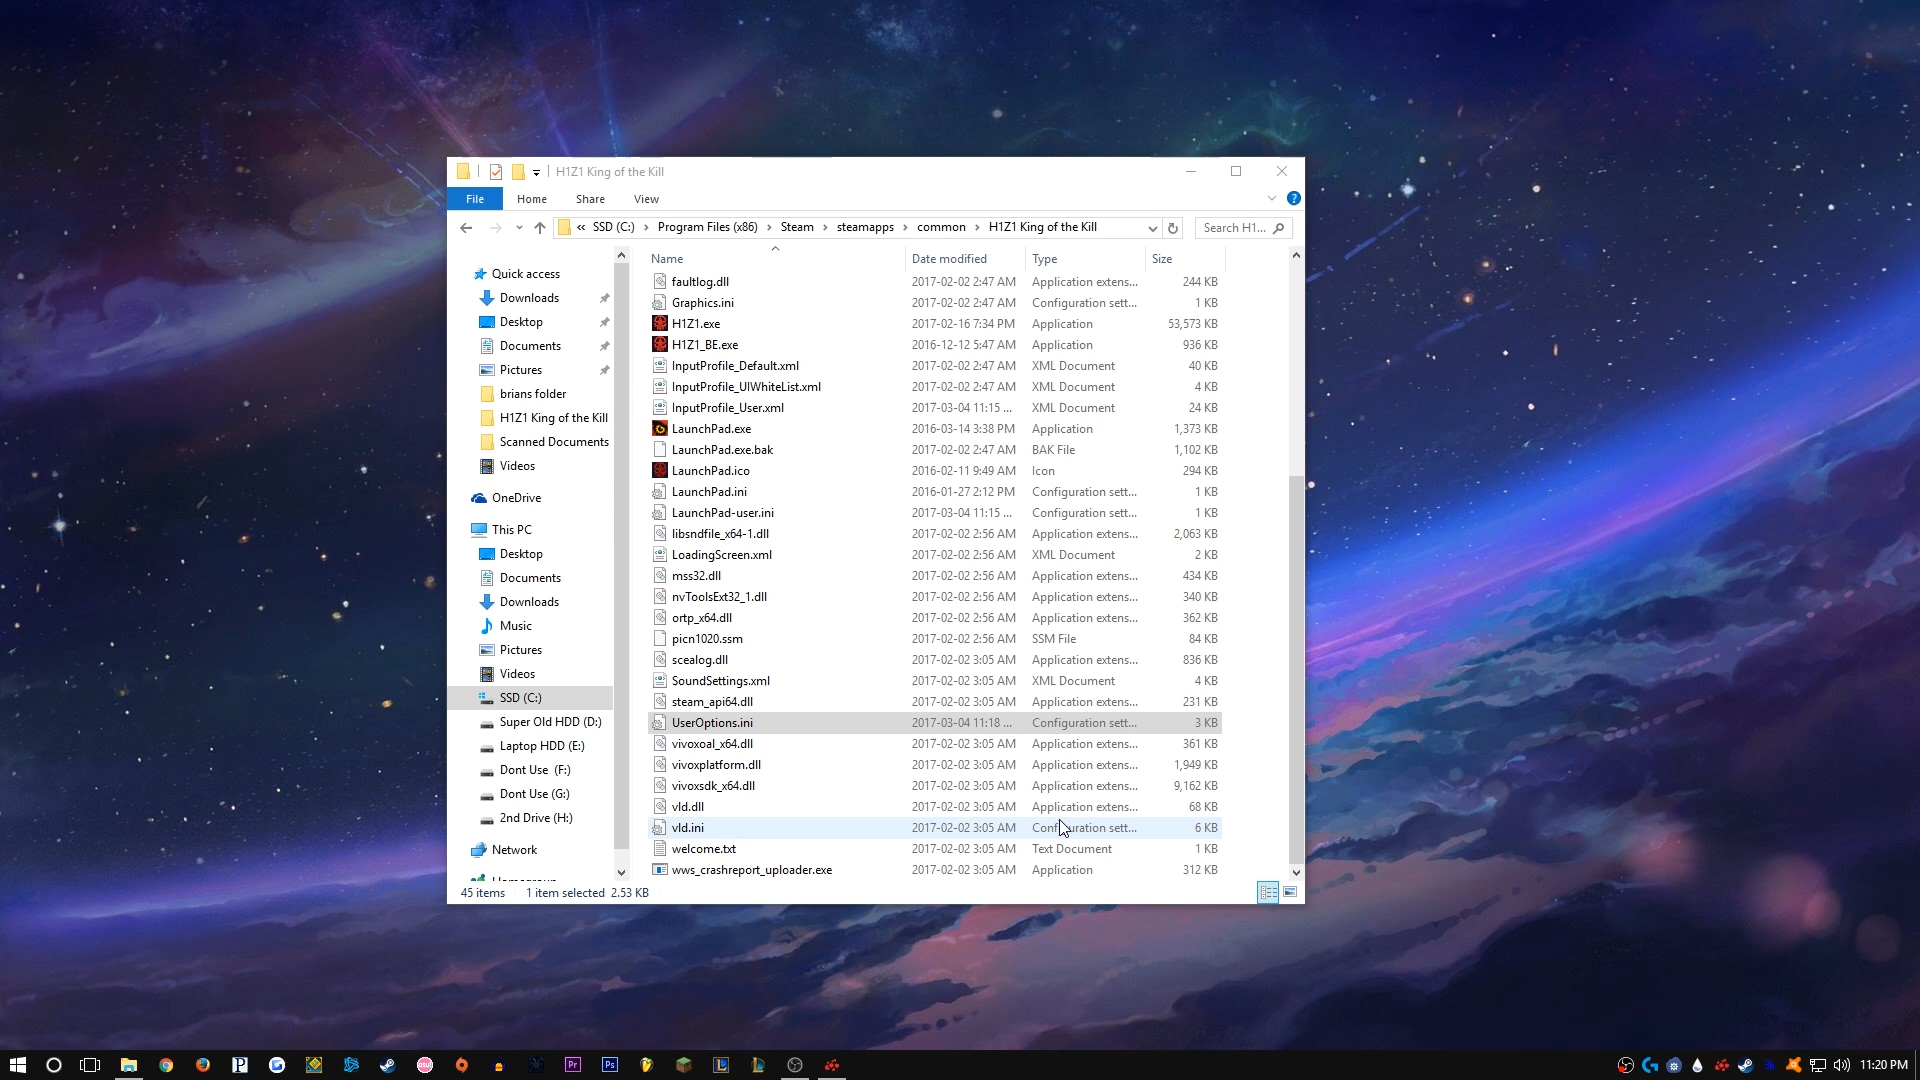 H1Z1 King of the Kill
File Home Share View
« SSD (C:) Program Files (x86) Steam steamapps common H1Z1 King of the Kill Search H1...
Name Date modified Type Size
Quick access
Downloads
Desktop
Documents
Pictures
brians folder
H1Z1 King of the Kill
Scanned Documents
Videos
OneDrive
This PC
Desktop
Documents
Downloads
Music
Pictures
Videos
SSD (C:)
Super Old HDD (D:)
Laptop HDD (E:)
Dont Use (F:)
Dont Use (G:)
2nd Drive (H:)
Network
faultlog.dll 2017-02-02 2:47 AM Application extens... 244 KB
Graphics.ini 2017-02-02 2:47 AM Configuration sett... 1 KB
H1Z1.exe 2017-02-16 7:34 PM Application 53,573 KB
H1Z1_BE.exe 2016-12-12 5:47 AM Application 936 KB
InputProfile_Default.xml 2017-02-02 2:47 AM XML Document 40 KB
InputProfile_UIWhiteList.xml 2017-02-02 2:47 AM XML Document 4 KB
InputProfile_User.xml 2017-03-04 11:15 ... XML Document 24 KB
LaunchPad.exe 2016-03-14 3:38 PM Application 1,373 KB
LaunchPad.exe.bak 2017-02-02 2:47 AM BAK File 1,102 KB
LaunchPad.ico 2016-02-11 9:49 AM Icon 294 KB
LaunchPad.ini 2016-01-27 2:12 PM Configuration sett... 1 KB
LaunchPad-user.ini 2017-03-04 11:15 ... Configuration sett... 1 KB
libsndfile_x64-1.dll 2017-02-02 2:56 AM Application extens... 2,063 KB
LoadingScreen.xml 2017-02-02 2:56 AM XML Document 2 KB
mss32.dll 2017-02-02 2:56 AM Application extens... 434 KB
nvToolsExt32_1.dll 2017-02-02 2:56 AM Application extens... 340 KB
ortp_x64.dll 2017-02-02 2:56 AM Application extens... 362 KB
picn1020.ssm 2017-02-02 2:56 AM SSM File 84 KB
scealog.dll 2017-02-02 3:05 AM Application extens... 836 KB
SoundSettings.xml 2017-02-02 3:05 AM XML Document 4 KB
steam_api64.dll 2017-02-02 3:05 AM Application extens... 231 KB
UserOptions.ini 2017-03-04 11:18 ... Configuration sett... 3 KB
vivoxoal_x64.dll 2017-02-02 3:05 AM Application extens... 361 KB
vivoxplatform.dll 2017-02-02 3:05 AM Application extens... 1,949 KB
vivoxsdk_x64.dll 2017-02-02 3:05 AM Application extens... 9,162 KB
vld.dll 2017-02-02 3:05 AM Application extens... 68 KB
vld.ini 2017-02-02 3:05 AM Configuration sett... 6 KB
welcome.txt 2017-02-02 3:05 AM Text Document 1 KB
wws_crashreport_uploader.exe 2017-02-02 3:05 AM Application 312 KB
45 items 1 item selected 2.53 KB
osu! Pr Ps 11:20 PM